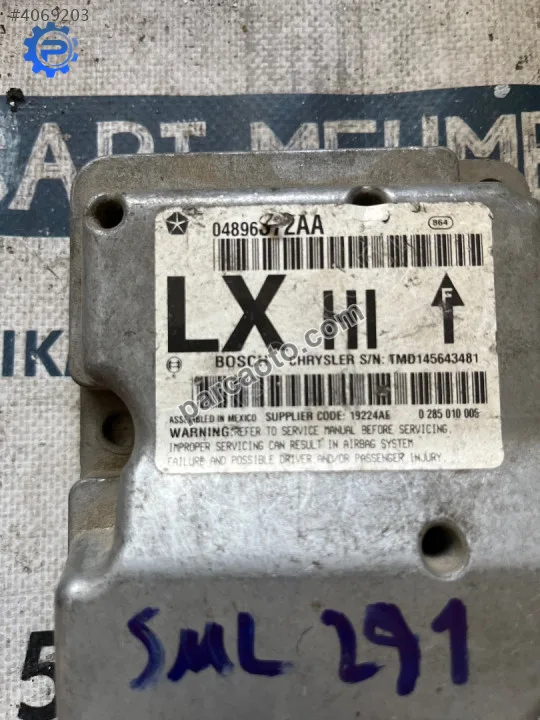 #4069203
04896372AA
864
LX III
F
BOSCH CHRYSLER S/N: TMD145643481
parcaoto.com
ASSEMBLED IN MEXICO SUPPLIER CODE: 19224AE 0 285 010 005
WARNING: REFER TO SERVICE MANUAL BEFORE SERVICING.
IMPROPER SERVICING CAN RESULT IN AIRBAG SYSTEM
FAILURE AND POSSIBLE DRIVER AND/OR PASSENGER INJURY.
SML 291
5